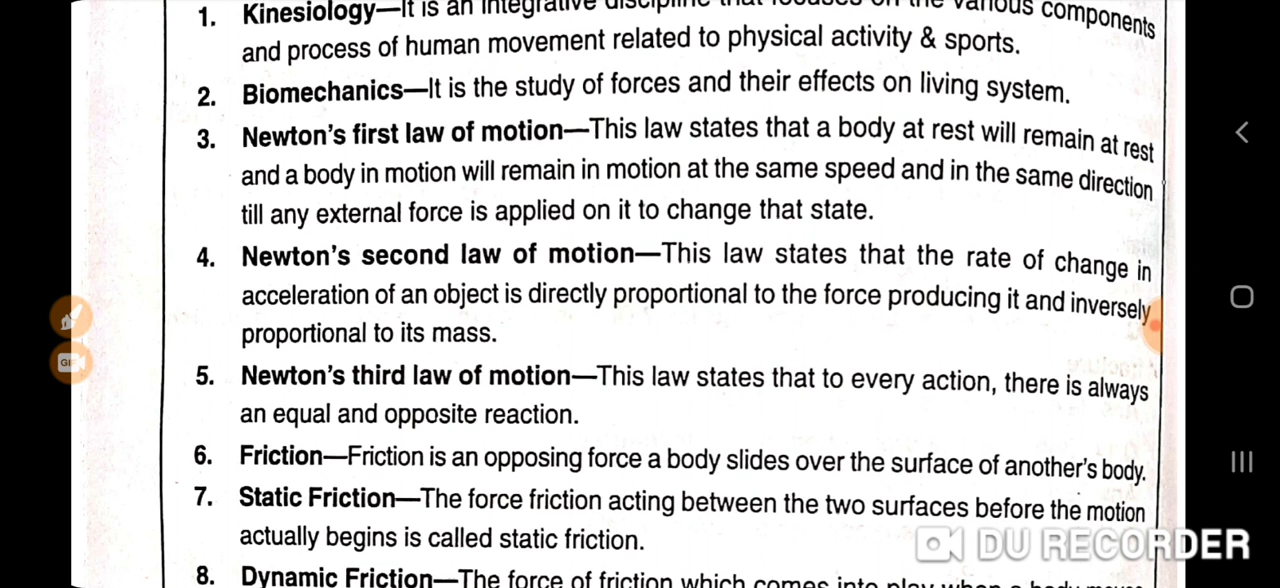 1. Kinesiology—It is an integrative discipline that focuses on the various components
and process of human movement related to physical activity & sports.
2. Biomechanics—It is the study of forces and their effects on living system.
3. Newton's first law of motion—This law states that a body at rest will remain at rest
and a body in motion will remain in motion at the same speed and in the same direction
till any external force is applied on it to change that state.
4. Newton's second law of motion—This law states that the rate of change in
acceleration of an object is directly proportional to the force producing it and inversely
proportional to its mass.
5. Newton's third law of motion—This law states that to every action, there is always
an equal and opposite reaction.
6. Friction—Friction is an opposing force a body slides over the surface of another's body.
7. Static Friction—The force friction acting between the two surfaces before the motion
actually begins is called static friction.
8. Dynamic Friction—The force of friction which comes into play when a body
GIF
DU RECORDER